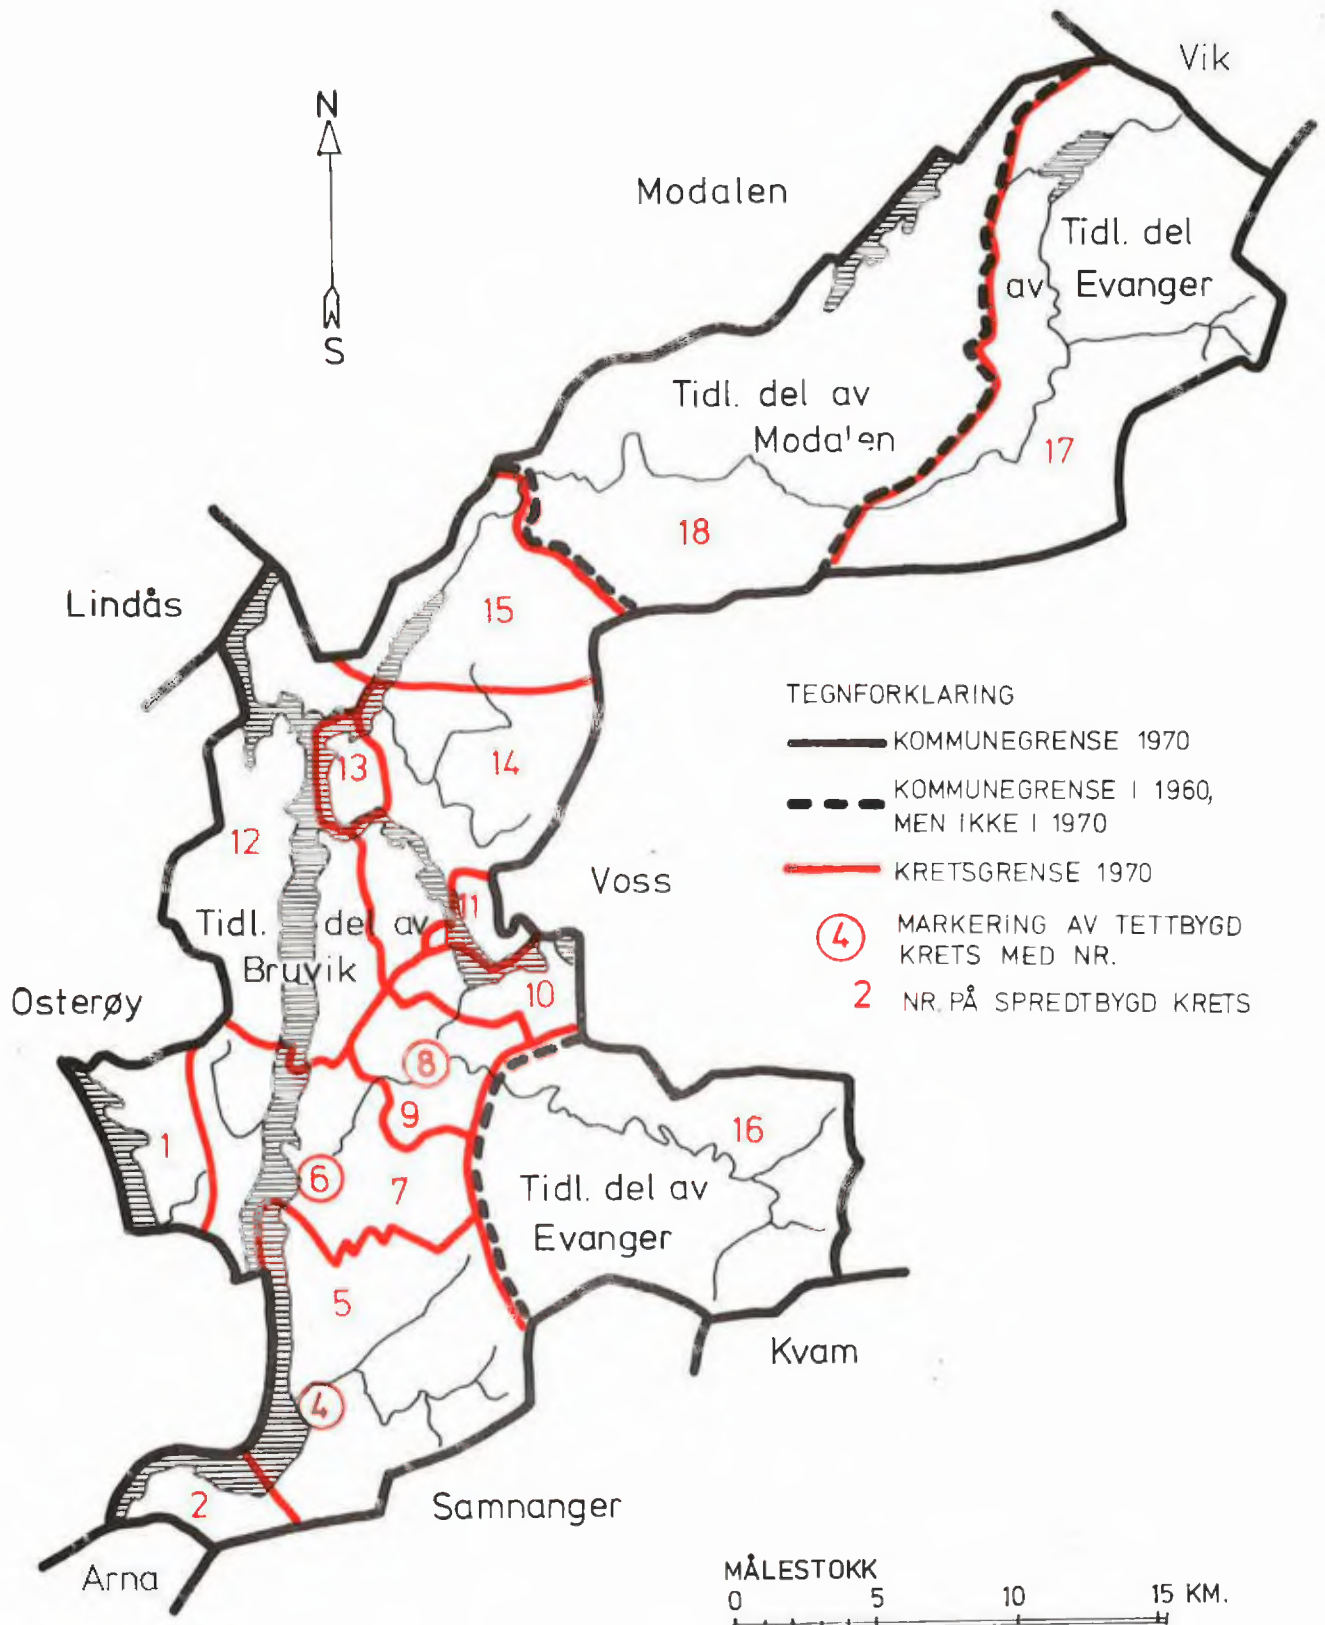 Vik
N
Modalen
Tidl. del
av Evanger
S
Tidl. del av
Modalen
17
18
Lindås
15
TEGNFORKLARING
KOMMUNEGRENSE 1970
13
14
KOMMUNEGRENSE I 1960,
MEN IKKE I 1970
12
Voss
KRETSGRENSE 1970
11
Tidl. del av
Bruvik
4 MARKERING AV TETTBYGD
KRETS MED NR.
10
2 NR. PÅ SPREDTBYGD KRETS
Osterøy
8
9
16
1
6
7
Tidl. del av
Evanger
5
Kvam
4
2
Samnanger
Arna
MÅLESTOKK
0 5 10 15 KM.